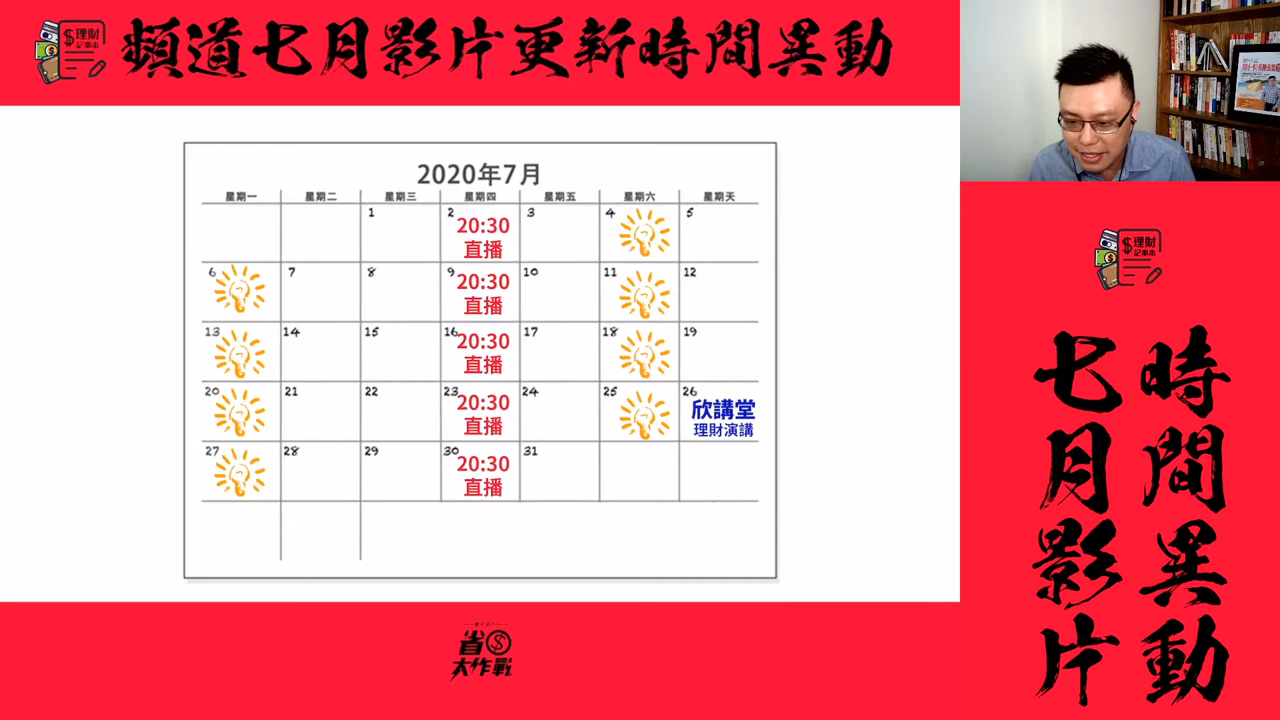 $理財
記事本
頻道七月影片更新時間異動
2020年7月
星期一 星期二 星期三 星期四 星期五 星期六 星期天
1 2 3 4 5
20:30
直播
6 7 8 9 10 11 12
20:30
直播
13 14 15 16 17 18 19
20:30
直播
20 21 22 23 24 25 26
20:30
直播
欣講堂
理財演講
27 28 29 30 31
20:30
直播
省$
大作戰
$理財
記事本
時間異動
七月影片